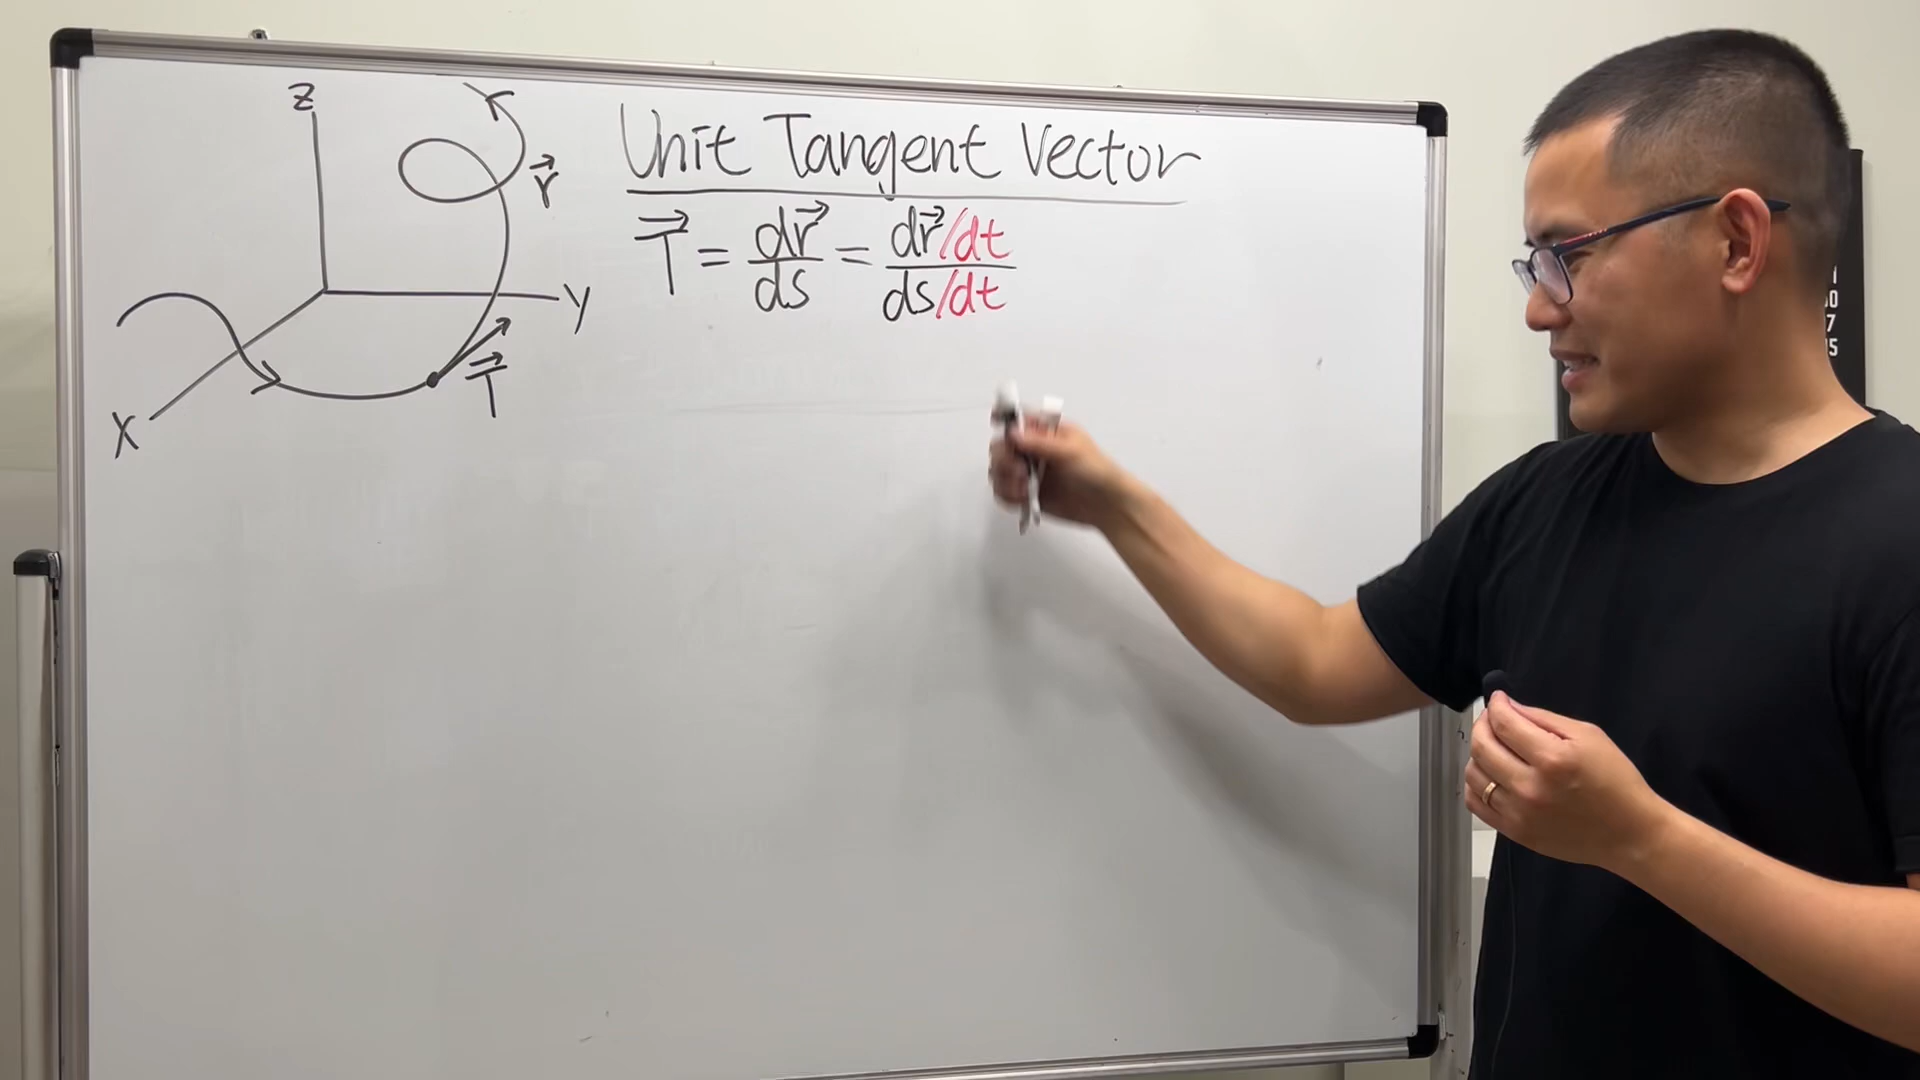 Z
r⃗
Unit Tangent Vector
T⃗ = dr⃗/ds = (dr⃗/dt)/(ds/dt)
Y
T⃗
X